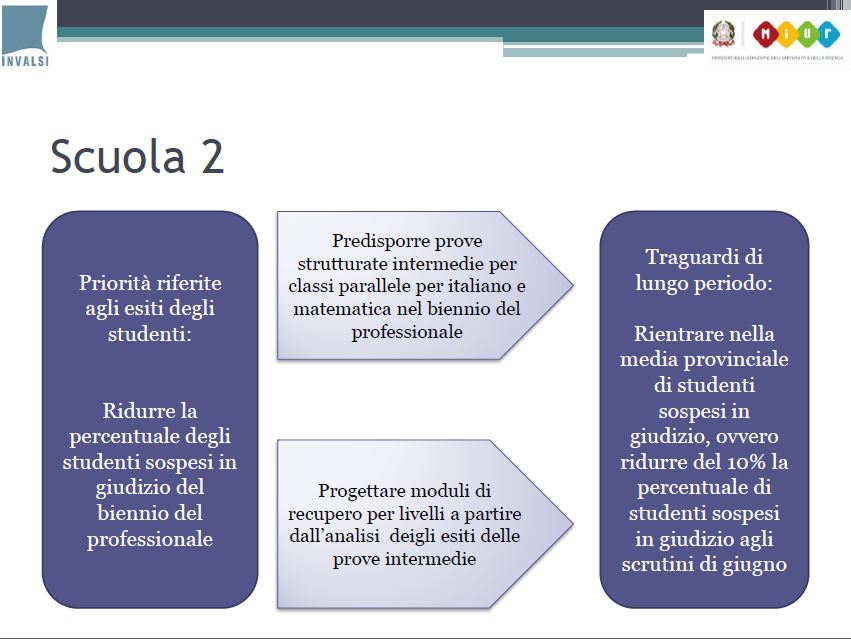 INVALSI
Miur
MINISTERO DELL'ISTRUZIONE DELL'UNIVERSITÀ E DELLA RICERCA
Scuola 2
Priorità riferite
agli esiti degli
studenti:
Ridurre la
percentuale degli
studenti sospesi in
giudizio del
biennio del
professionale
Predisporre prove
strutturate intermedie per
classi parallele per italiano e
matematica nel biennio del
professionale
Progettare moduli di
recupero per livelli a partire
dall'analisi deigli esiti delle
prove intermedie
Traguardi di
lungo periodo:
Rientrare nella
media provinciale
di studenti
sospesi in
giudizio, ovvero
ridurre del 10% la
percentuale di
studenti sospesi
in giudizio agli
scrutini di giugno